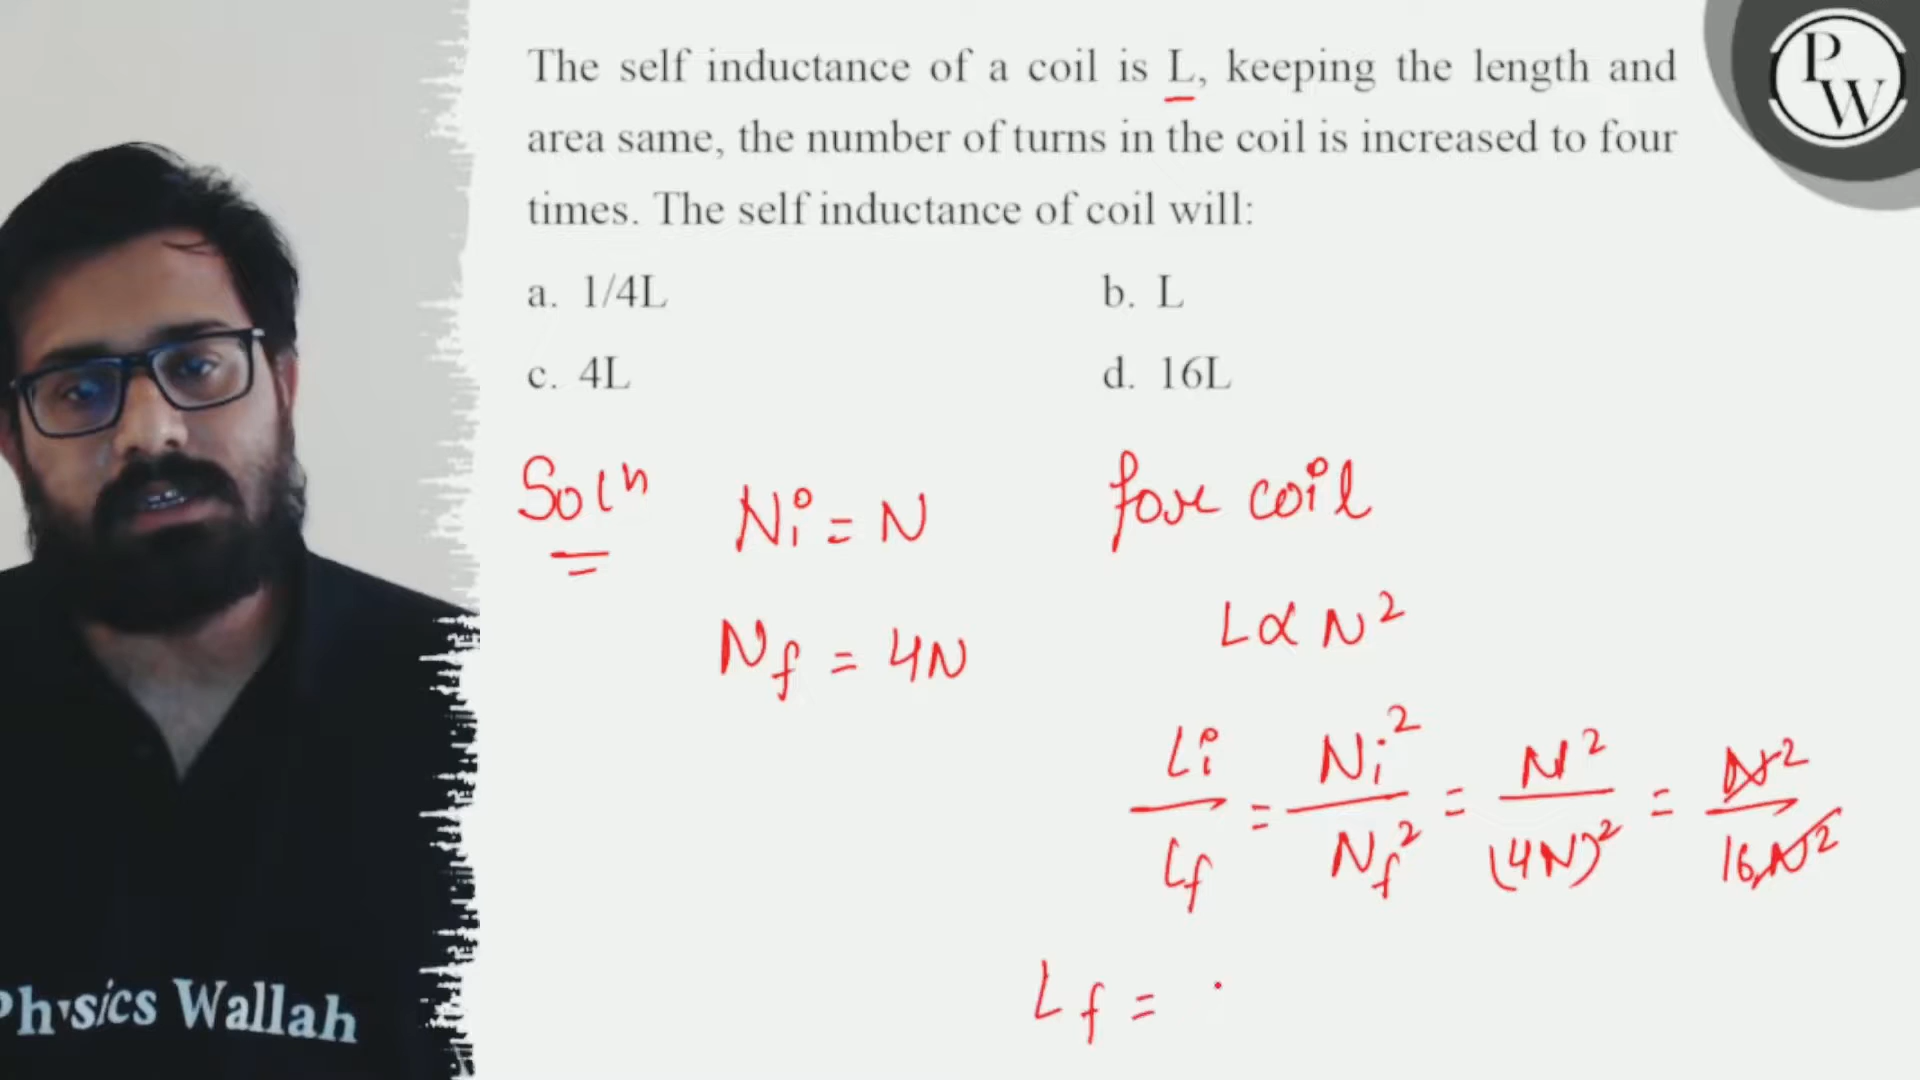 The self inductance of a coil is L, keeping the length and
area same, the number of turns in the coil is increased to four
times. The self inductance of coil will:
a. 1/4L
b. L
c. 4L
d. 16L
PW
Solⁿ
Ni = N
for coil
Nf = 4N
L ∝ N²
Li/Lf = Ni²/Nf² = N²/(4N)² = N²/16N²
Lf =
Physics Wallah